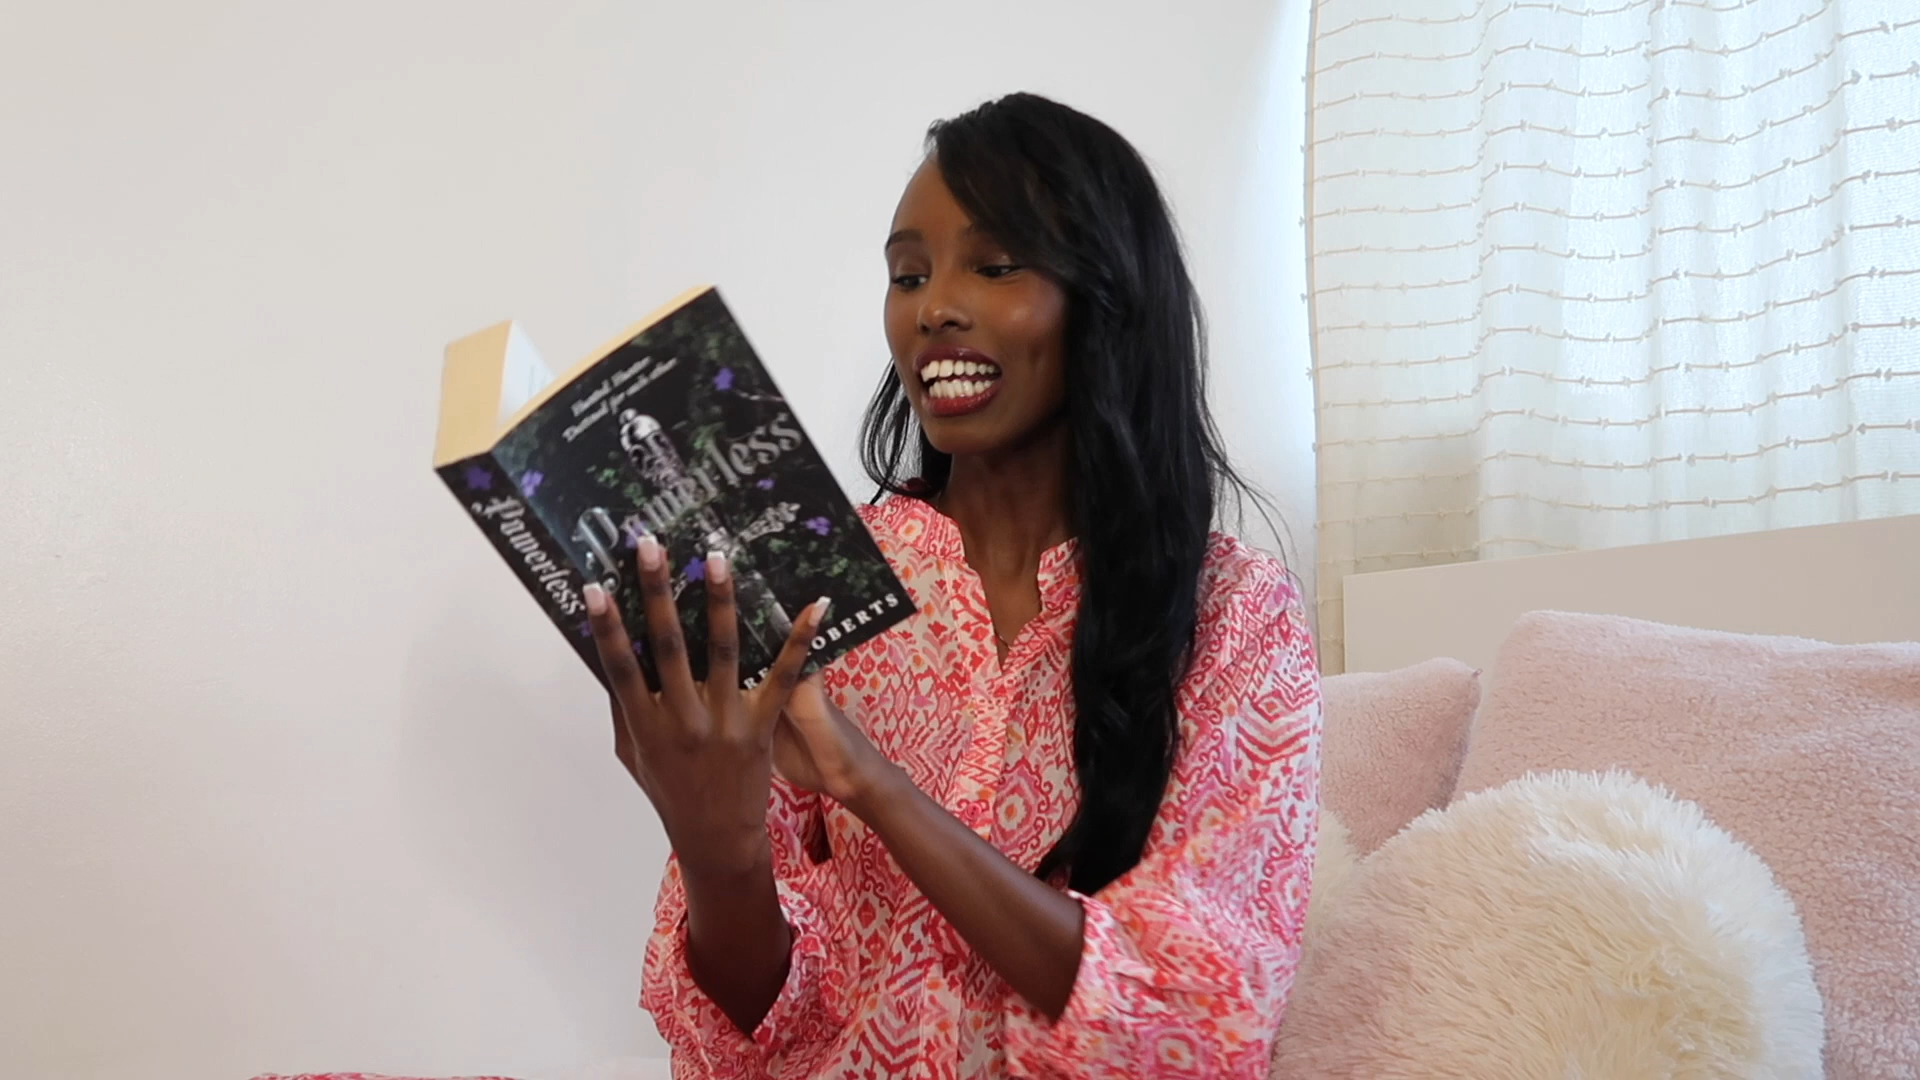 Hunted. Hunter.
Destined for each other.
Powerless
ROBERTS
Powerless